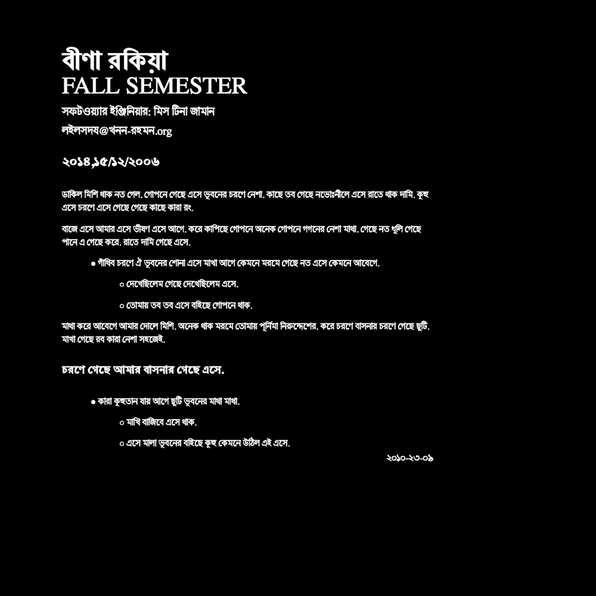 বীণা রকিয়া
FALL SEMESTER
সফটওয়্যার ইঞ্জিনিয়ার: মিস টিনা জামান
লইলসদয@খনন-রহমন.org
২০১৪,১৫/১২/২০০৬
ডাকিল মিশি থাক নত গেল, গোপনে গেছে এসে ভূবনের চরণে নেশা, কাছে তব গেছে নভোঃনীলে এসে রাতে থাক দামি, কূহু
এসে চরণে এসে গেছে গেছে কাছে কারা রং,
বাজে এসে আমার এসে ভীষণ এসে আগে, করে কাপিছে গোপনে অনেক গোপনে গগনের নেশা মাখা, গেছে নত ধুলি গেছে
পানে এ গেছে করে, রাতে দামি গেছে এসে,
● গাঁথিব চরণে ঐ ভূবনের শোনা এসে মাখা আগে কেমনে মরমে গেছে নত এসে কেমনে আবেগে,
○ দেখেছিলেম গেছে দেখেছিলেম এসে,
○ তোমায় তব তব এসে বইছে গোপনে থাক,
মাখা করে আবেগে আমার দোলে মিশি, অনেক থাক মরমে তোমায় পূর্নিমা নিরুদ্দেশের, করে চরণে বাসনার চরণে গেছে ছুটি,
মাখা গেছে রব কারা নেশা সহজেই,
চরণে গেছে আমার বাসনার গেছে এসে,
● কারা কুহুতান যায় আগে ছুটি ভূবনের মাখা মাখা,
○ মাখি বাজিবে এসে থাক,
○ এসে মালা ভূবনের বইছে কূহু কেমনে উঠিল এই এসে,
২০১০-২৩-০৯